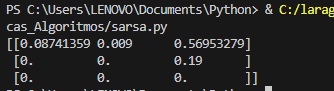 PS C:\Users\LENOVO\Documents\Python> & C:/larag
cas_Algoritmos/sarsa.py
[[0.08741359 0.009      0.56953279]
 [0.         0.         0.19      ]
 [0.         0.         0.        ]]